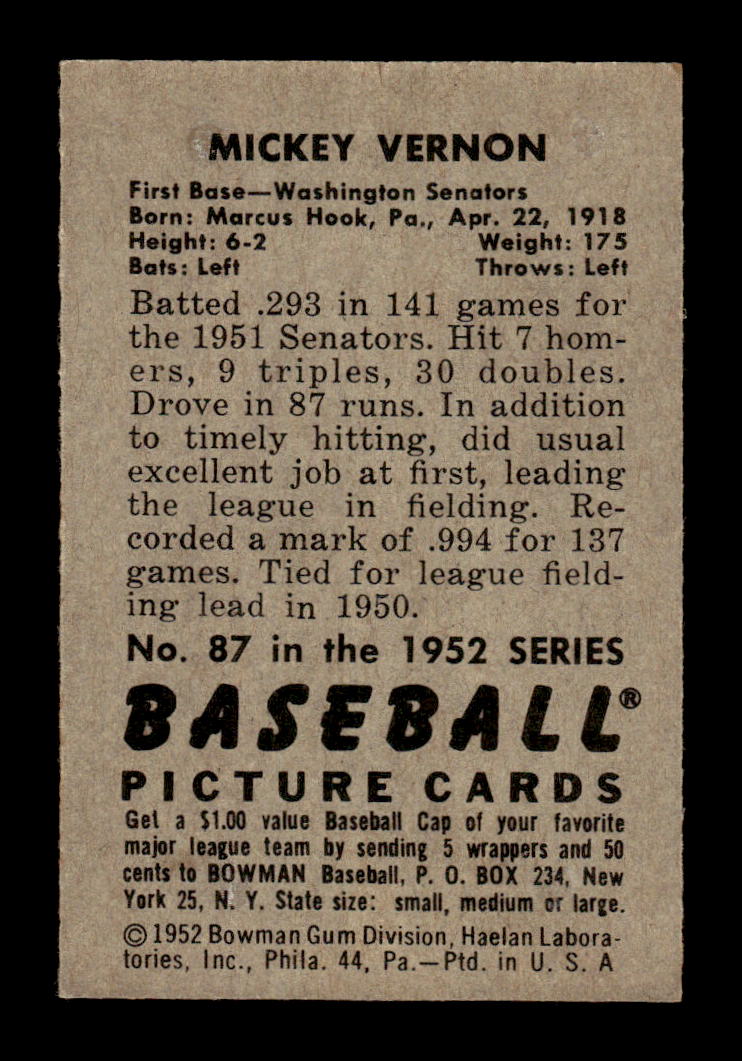 MICKEY VERNON
First Base—Washington Senators
Born: Marcus Hook, Pa., Apr. 22, 1918
Height: 6-2 Weight: 175
Bats: Left Throws: Left
Batted .293 in 141 games for
the 1951 Senators. Hit 7 hom-
ers, 9 triples, 30 doubles.
Drove in 87 runs. In addition
to timely hitting, did usual
excellent job at first, leading
the league in fielding. Re-
corded a mark of .994 for 137
games. Tied for league field-
ing lead in 1950.
No. 87 in the 1952 SERIES
BASEBALL®
PICTURE CARDS
Get a $1.00 value Baseball Cap of your favorite
major league team by sending 5 wrappers and 50
cents to BOWMAN Baseball, P. O. BOX 234, New
York 25, N. Y. State size: small, medium or large.
©1952 Bowman Gum Division, Haelan Labora-
tories, Inc., Phila. 44, Pa.—Ptd. in U. S. A